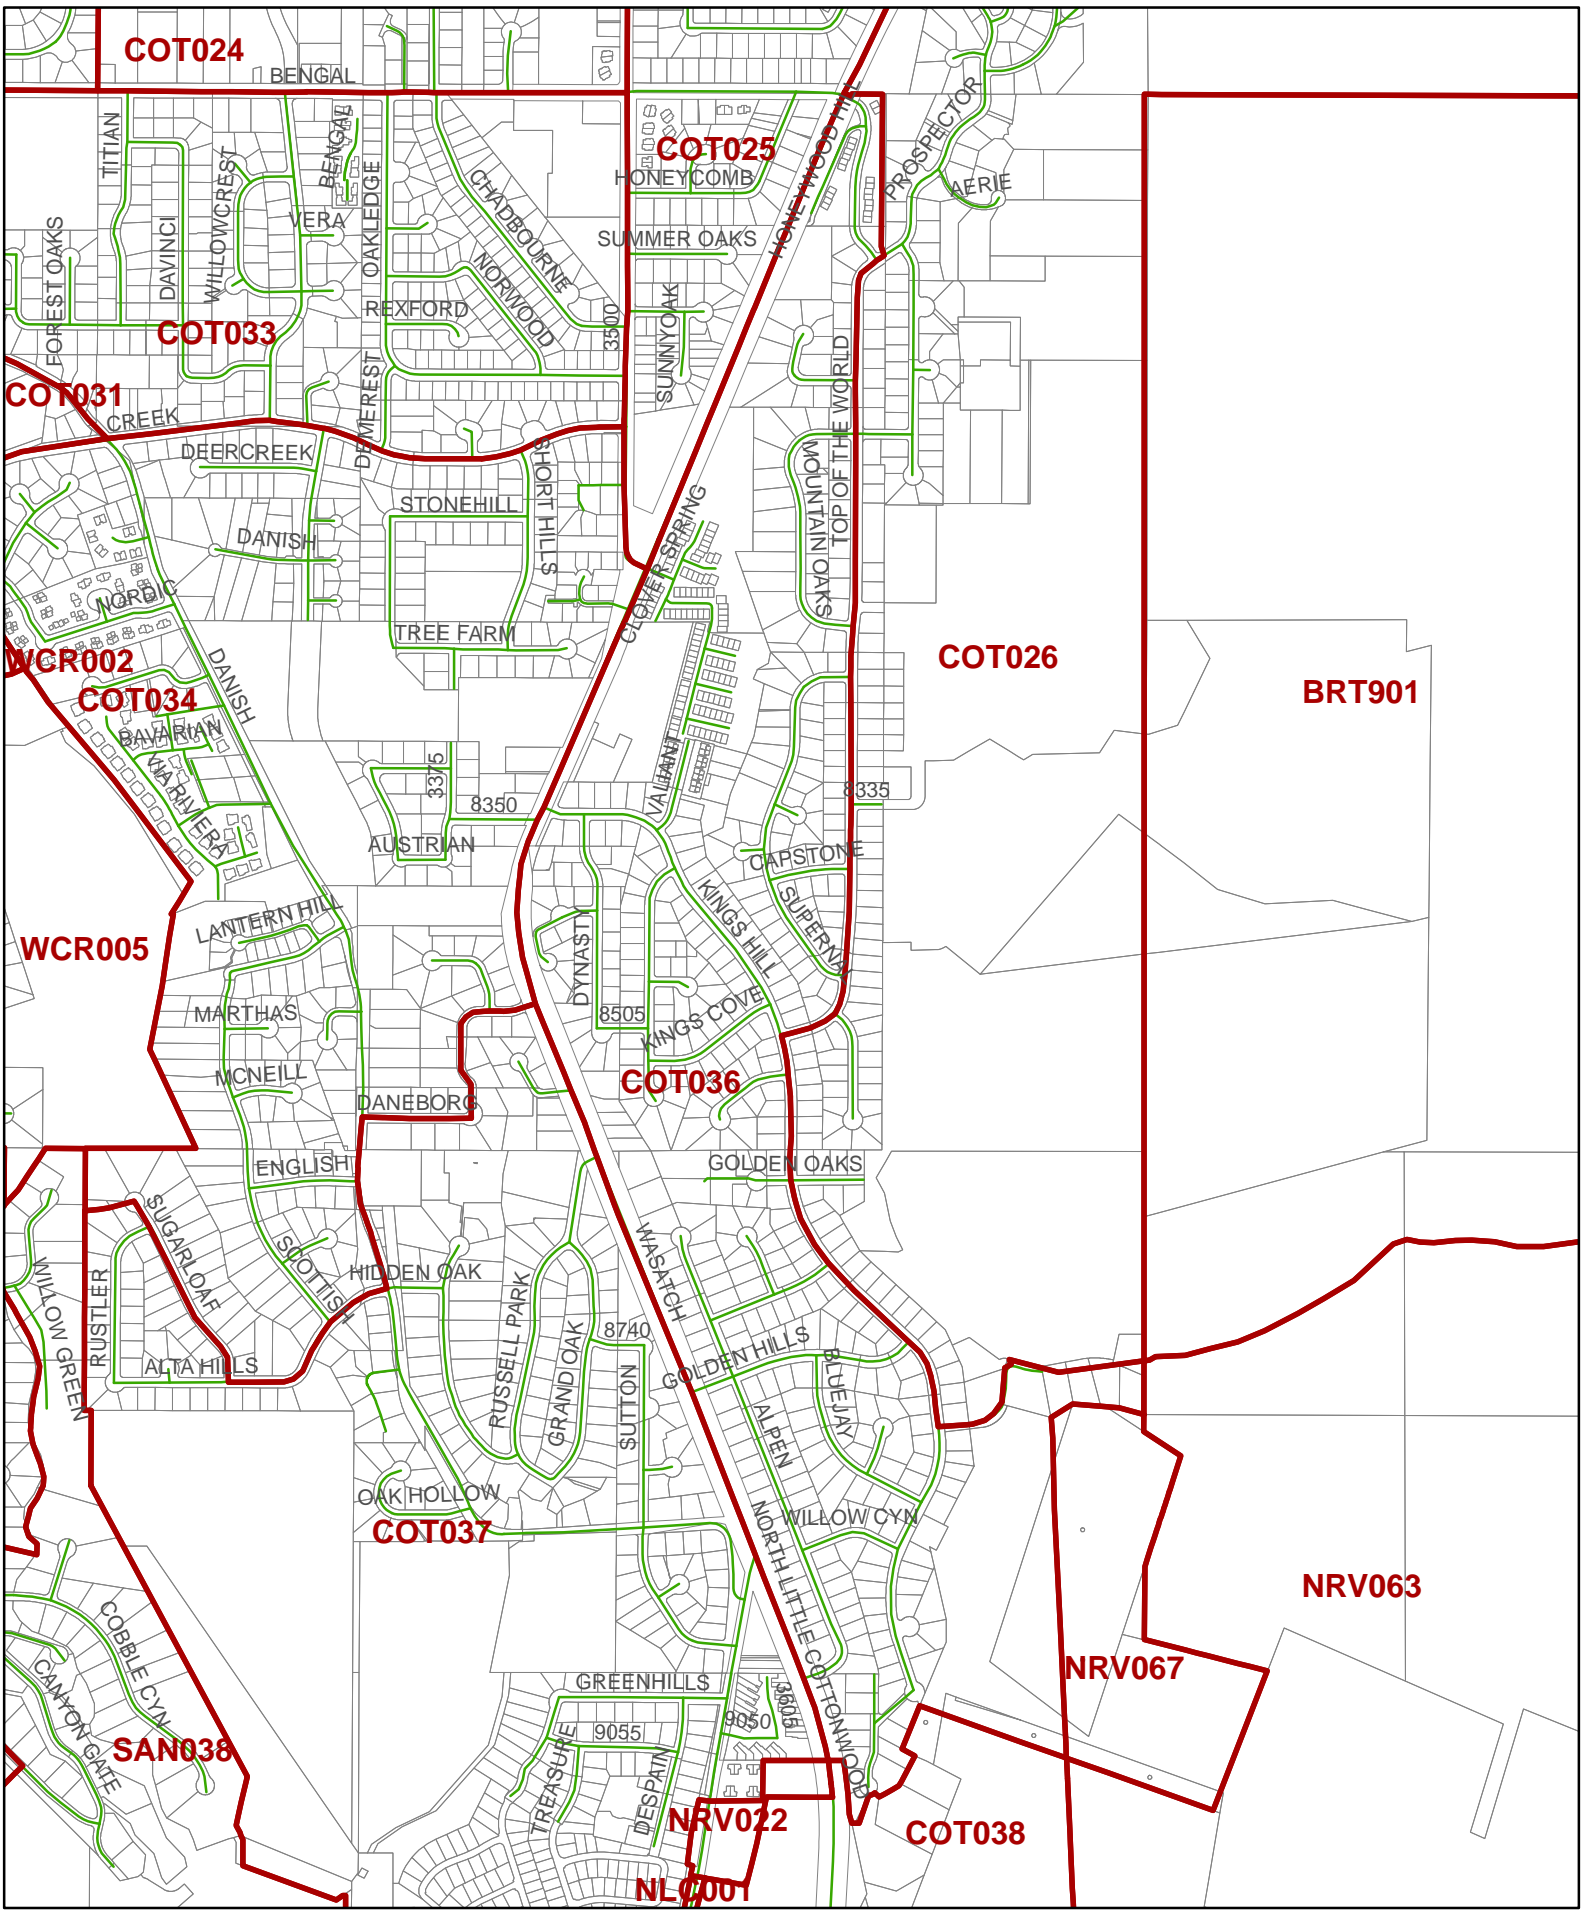 COT024
BENGAL
TITIAN
BENGAL
COT025
HONEYWOOD HILL
PROSPECTOR
AERIE
HONEYCOMB
WILLOWCREST
OAKLEDGE
CHADBOURNE
VERA
SUMMER OAKS
FOREST OAKS
DAVINCI
NORWOOD
REXFORD
3500
SUNNYOAK
COT033
TOP OF THE WORLD
DEMEREST
COT031
CREEK
DEERCREEK
SHORT HILLS
MOUNTAIN OAKS
STONEHILL
CLOVER SPRING
DANISH
NORDIC
TREE FARM
WCR002
COT026
COT034
DANISH
BRT901
BAVARIAN
VIA RIVIERA
3375
VALIANT
8335
8350
AUSTRIAN
CAPSTONE
KINGS HILL
SUPERNAL
LANTERN HILL
WCR005
DYNASTY
MARTHAS
8505
KINGS COVE
MCNEILL
COT036
DANEBORG
ENGLISH
GOLDEN OAKS
SUGARLOAF
SCOTTISH
WASATCH
HIDDEN OAK
WILLOW GREEN
RUSTLER
RUSSELL PARK
GRAND OAK
8740
ALTA HILLS
GOLDEN HILLS
BLUEJAY
SUTTON
ALPEN
OAK HOLLOW
COT037
WILLOW CYN
NORTH LITTLE COTTONWOOD
NRV063
COBBLE CYN
CANYON GATE
NRV067
GREENHILLS
3605
9050
9055
TREASURE
DESPAIN
SAN038
NRV022
COT038
NLC001